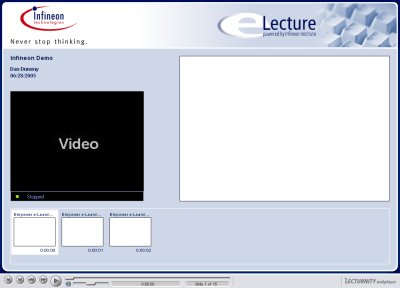 Infineon
technologies
Never stop thinking.
eLecture
powered by Infineon Institute
Infineon Demo
Dan Dummy
06/28/2005
Video
Stopped
Empower e-Learni...
Empower e-Learni...
Empower e-Learni...
0:00:00
0:00:01
0:00:02
0:00:00
Slide 1 of 15
LECTURNITY webplayer